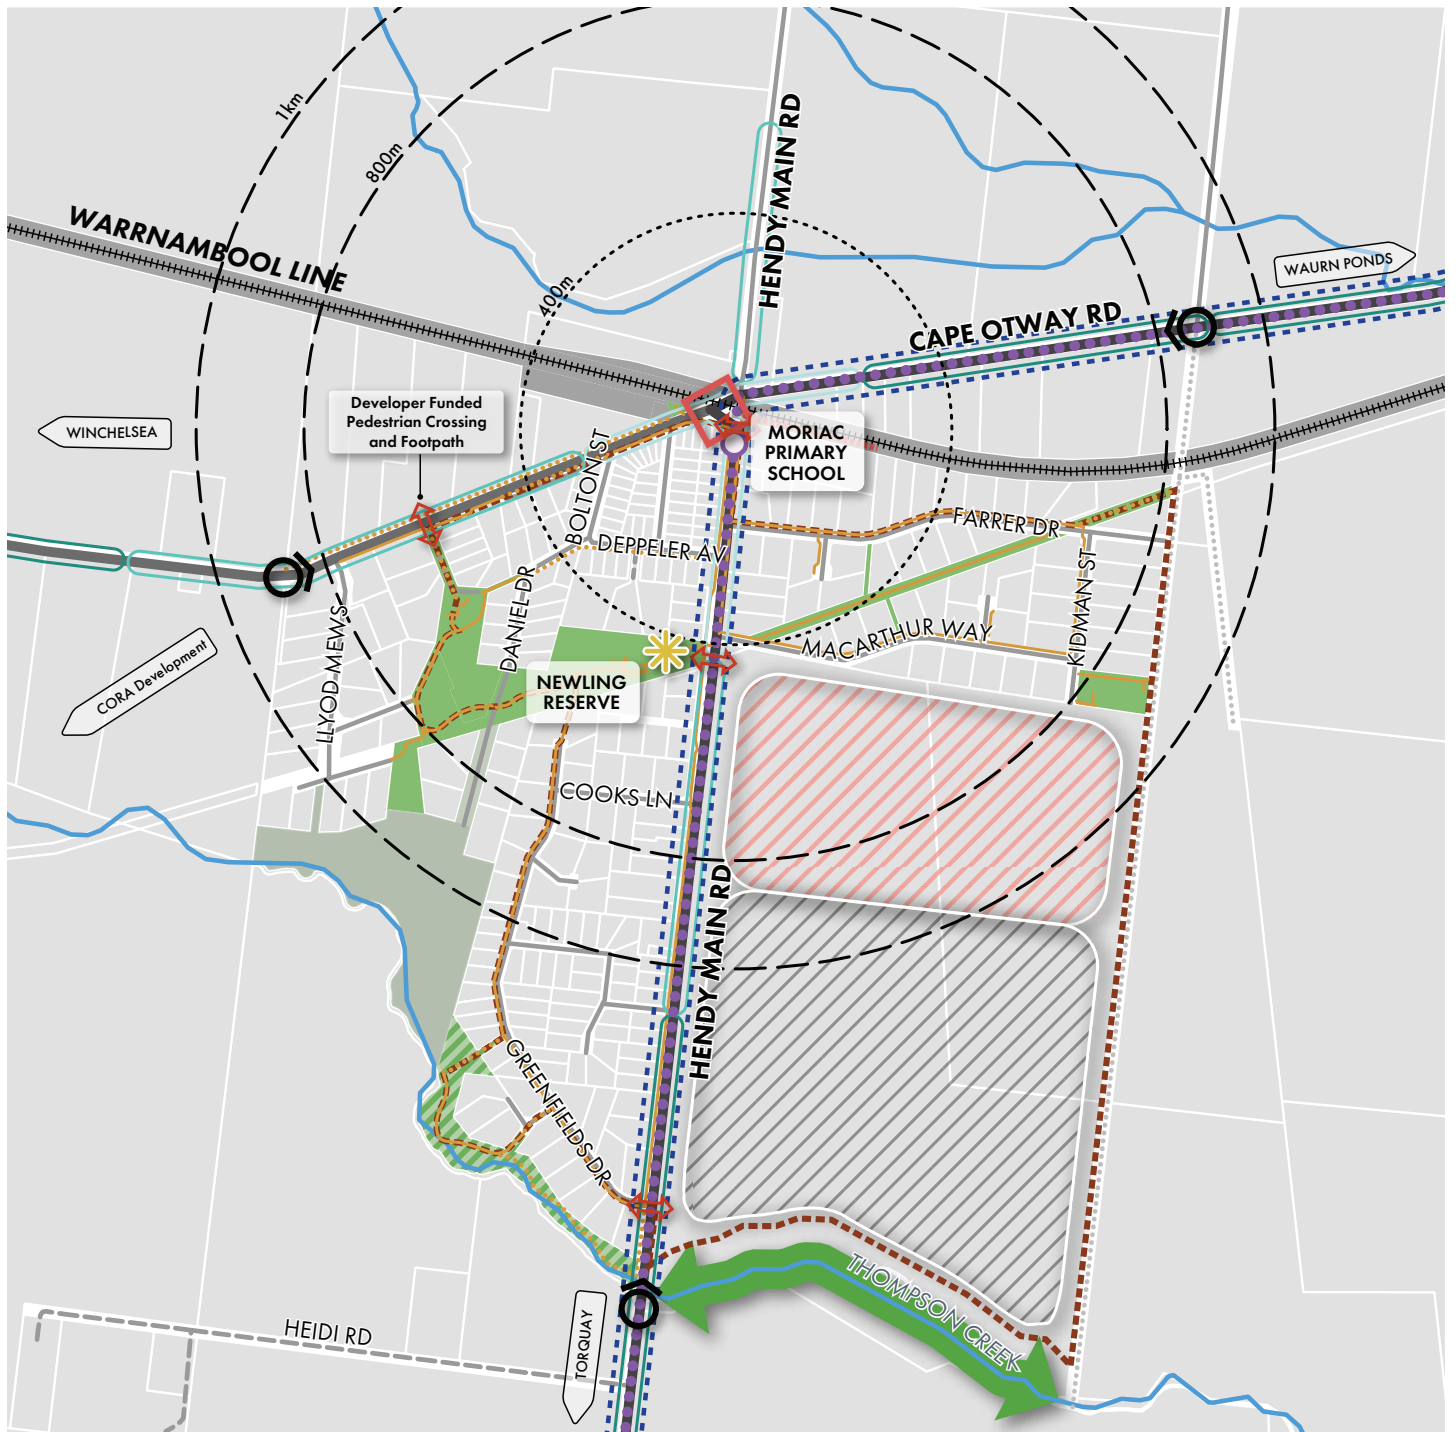 1km
800m
HENDY MAIN RD
WARRNAMBOOL LINE
400m
WAURN PONDS
CAPE OTWAY RD
Developer Funded
Pedestrian Crossing
and Footpath
WINCHELSEA
BOLTON ST
MORIAC
PRIMARY
SCHOOL
FARRER DR
DEPPELER AV
DANIEL DR
KIDMAN ST
MACARTHUR WAY
LLYOD MEWS
CORA Development
NEWLING
RESERVE
COOKS LN
HENDY MAIN RD
GREENFIELDS DR
THOMPSON CREEK
HEIDI RD
TORQUAY